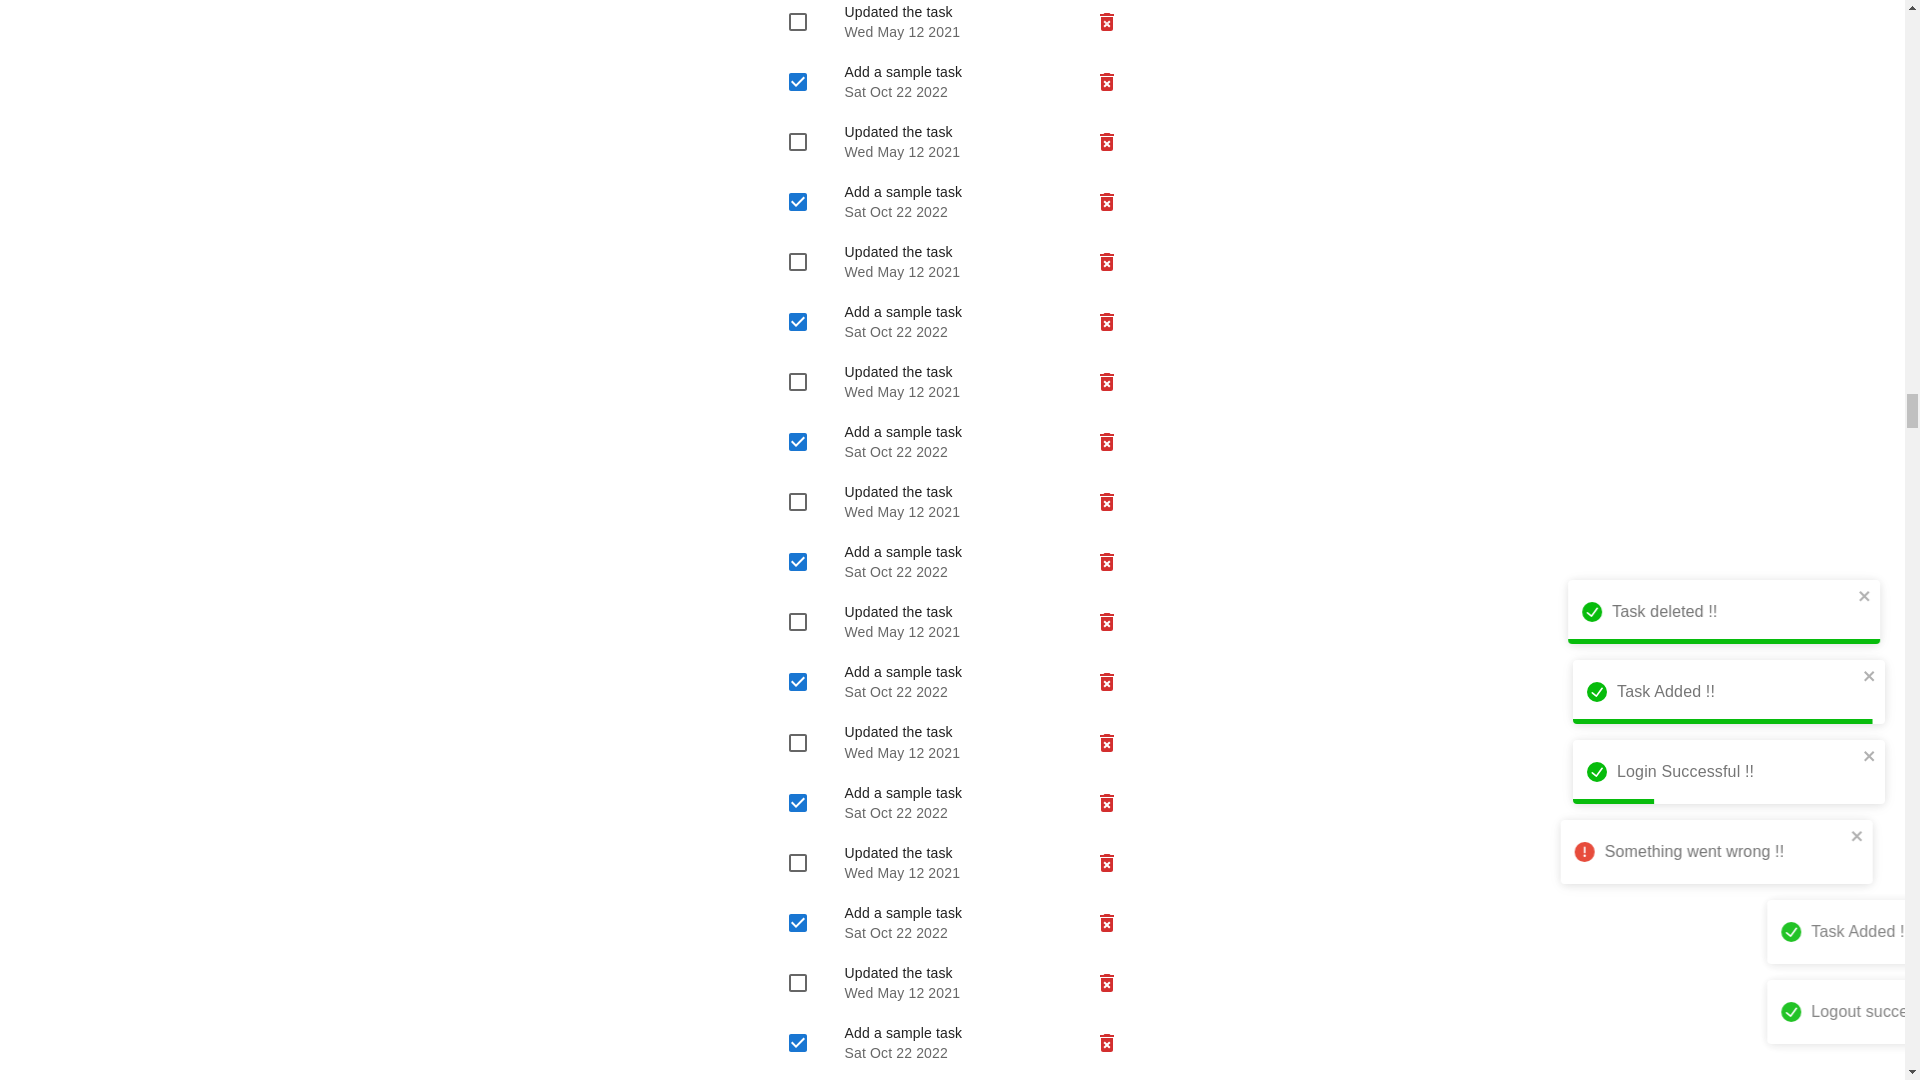 Updated the task
Wed May 12 2021
Add a sample task
Sat Oct 22 2022
Updated the task
Wed May 12 2021
Add a sample task
Sat Oct 22 2022
Updated the task
Wed May 12 2021
Add a sample task
Sat Oct 22 2022
Updated the task
Wed May 12 2021
Add a sample task
Sat Oct 22 2022
Updated the task
Wed May 12 2021
Add a sample task
Sat Oct 22 2022
Updated the task
Wed May 12 2021
Add a sample task
Sat Oct 22 2022
Updated the task
Wed May 12 2021
Add a sample task
Sat Oct 22 2022
Updated the task
Wed May 12 2021
Add a sample task
Sat Oct 22 2022
Updated the task
Wed May 12 2021
Add a sample task
Sat Oct 22 2022
Task deleted !!
Task Added !!
Login Successful !!
Something went wrong !!
Task Added !
Logout succe